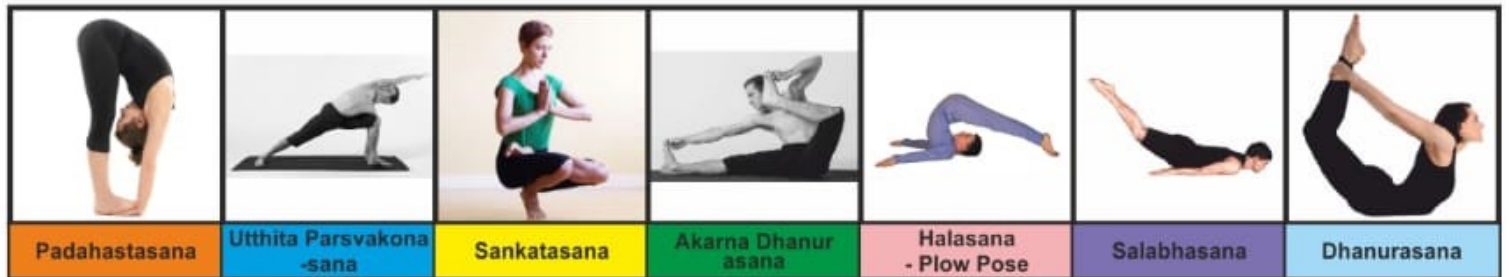 Padahastasana
Utthita Parsvakona
-sana
Sankatasana
Akarna Dhanur
asana
Halasana
- Plow Pose
Salabhasana
Dhanurasana